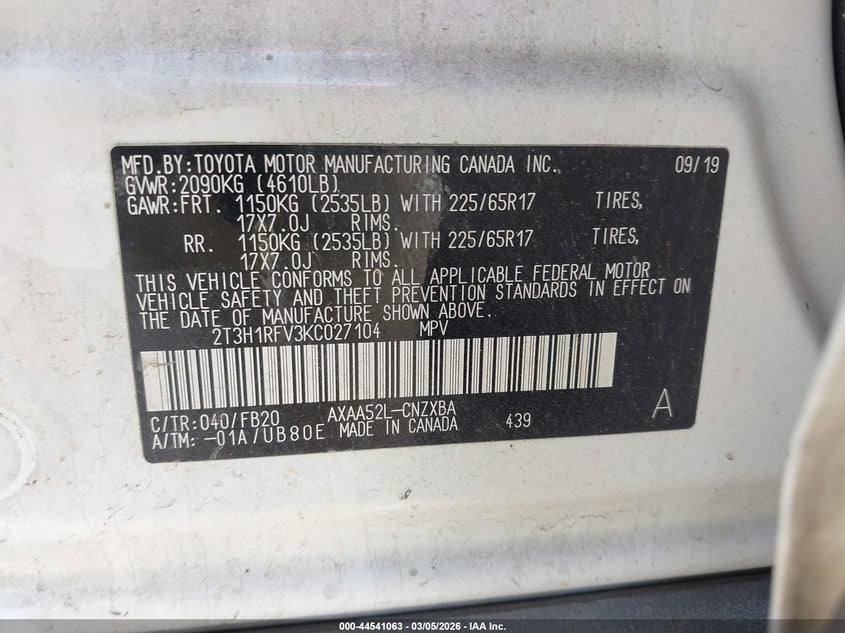 MFD.BY:TOYOTA MOTOR MANUFACTURING CANADA INC. 09/19
GVWR:2090KG (4610LB)
GAWR:FRT. 1150KG (2535LB) WITH 225/65R17 TIRES,
17X7.0J RIMS.
RR. 1150KG (2535LB) WITH 225/65R17 TIRES,
17X7.0J RIMS.
THIS VEHICLE CONFORMS TO ALL APPLICABLE FEDERAL MOTOR
VEHICLE SAFETY AND THEFT PREVENTION STANDARDS IN EFFECT ON
THE DATE OF MANUFACTURE SHOWN ABOVE.
2T3H1RFV3KC027104 MPV
C/TR:040/FB20 AXAA52L-CNZXBA
A/TM:-01A/UB80E MADE IN CANADA 439 A
000-44541063 - 03/05/2026 - IAA Inc.